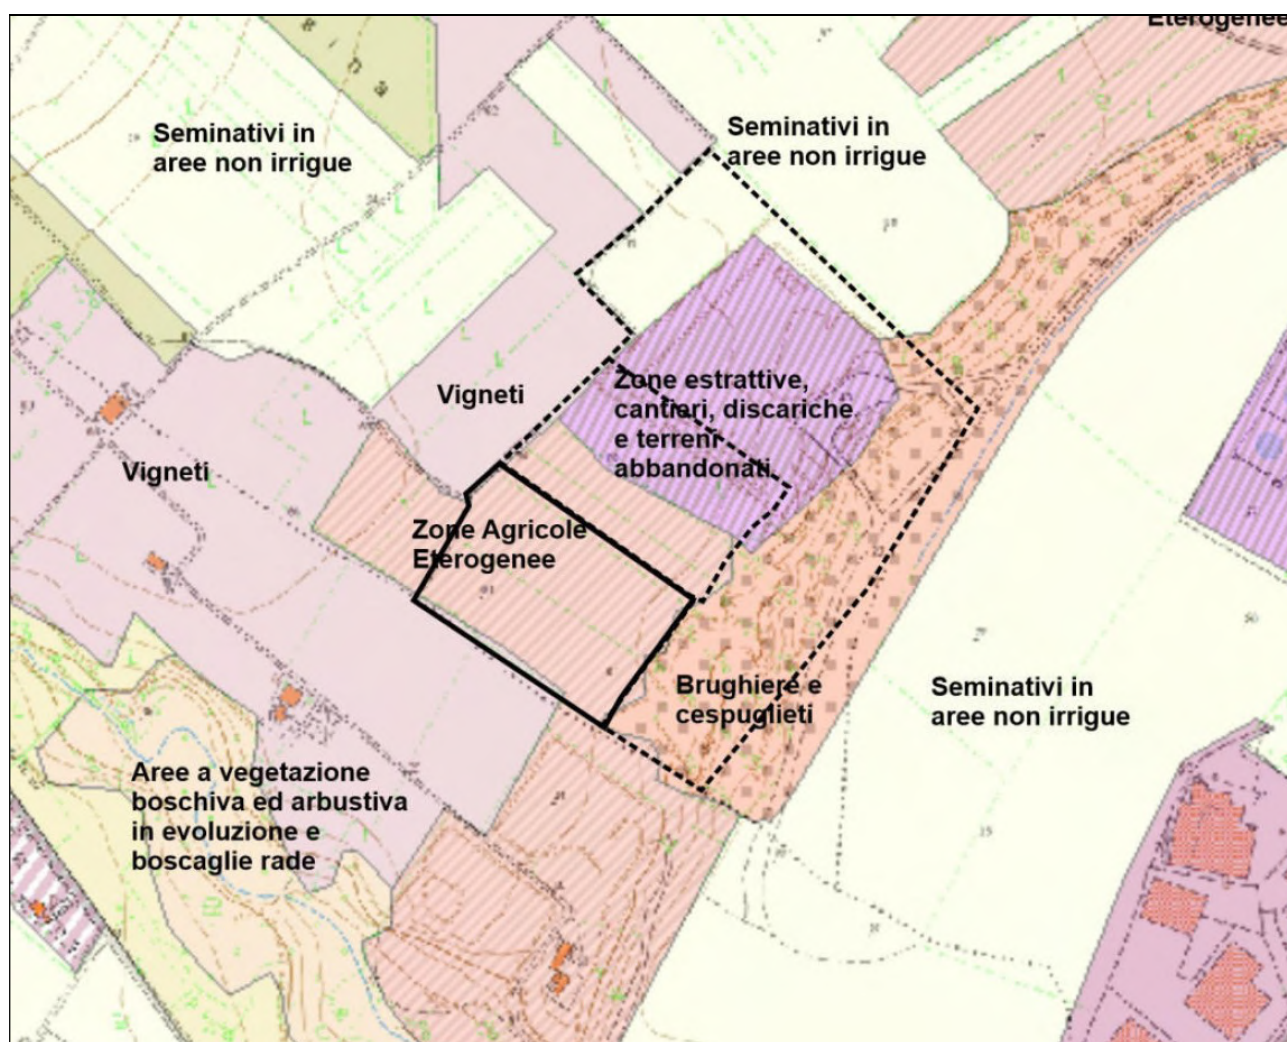 Eterogenee
Seminativi in
aree non irrigue
Seminativi in
aree non irrigue
Vigneti
Zone estrattive,
cantieri, discariche
e terreni
abbandonati
Vigneti
Zone Agricole
Eterogenee
Brughiere e
cespuglieti
Seminativi in
aree non irrigue
Aree a vegetazione
boschiva ed arbustiva
in evoluzione e
boscaglie rade